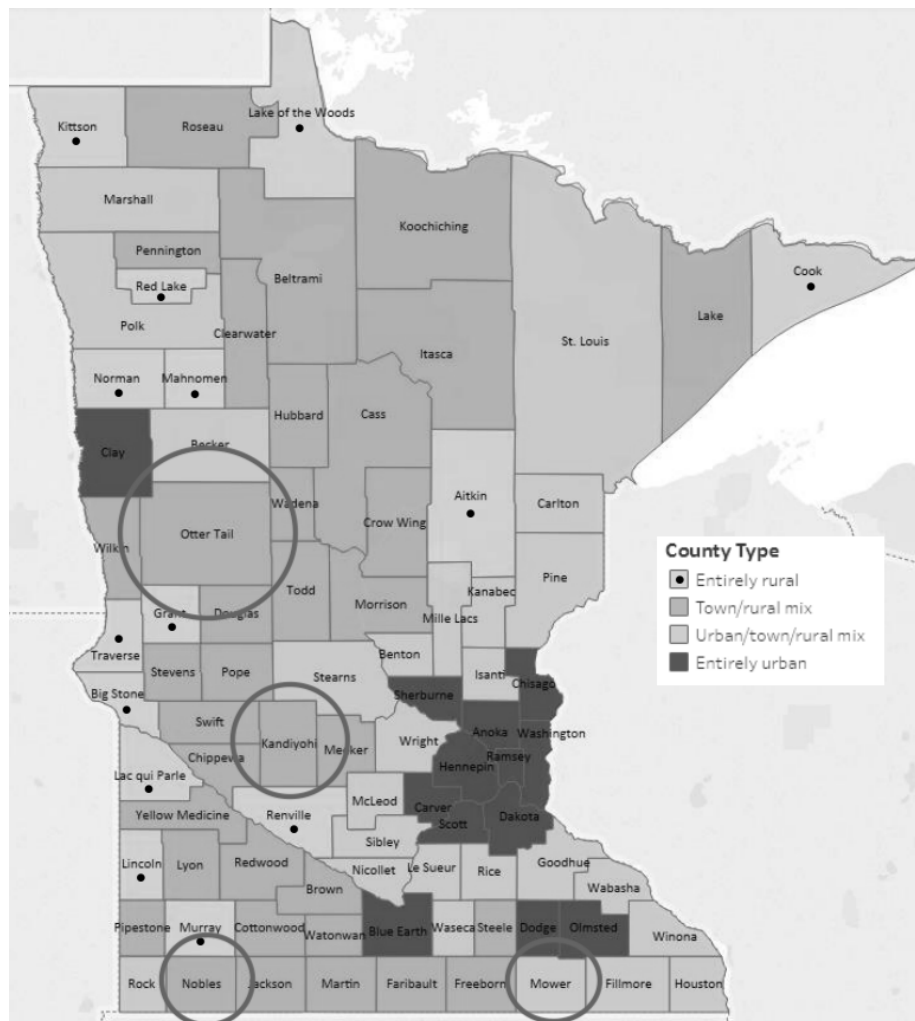 Lake of the Woods
Kittson
Roseau
Marshall
Koochiching
Pennington
Beltrami
Cook
Red Lake
Lake
Polk
Clearwater
St. Louis
Itasca
Norman
Mahnomen
Hubbard
Cass
Becker
Clay
Aitkin
Carlton
Wadena
Crow Wing
Otter Tail
Wilkin
Pine
Kanabec
Todd
Morrison
Mille Lacs
Grant
Douglas
Traverse
Benton
Stevens
Pope
Stearns
Isanti
Chisago
Big Stone
Sherburne
Swift
Anoka
Washington
Kandiyohi
Meeker
Wright
Chippewa
Ramsey
Hennepin
Lac qui Parle
McLeod
Carver
Yellow Medicine
Renville
Dakota
Scott
Sibley
Lincoln
Lyon
Redwood
Nicollet
Le Sueur
Rice
Goodhue
Brown
Wabasha
Pipestone
Murray
Cottonwood
Watonwan
Blue Earth
Waseca
Steele
Dodge
Olmsted
Winona
Rock
Nobles
Jackson
Martin
Faribault
Freeborn
Mower
Fillmore
Houston
County Type
Entirely rural
Town/rural mix
Urban/town/rural mix
Entirely urban